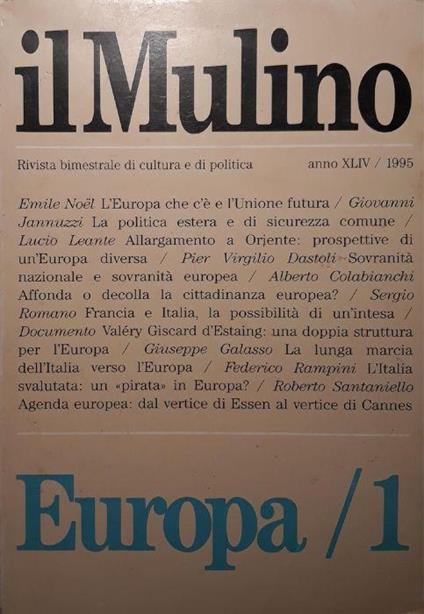 il Mulino
Rivista bimestrale di cultura e di politica anno XLIV / 1995
Emile Noël L'Europa che c'è e l'Unione futura / Giovanni
Jannuzzi La politica estera e di sicurezza comune /
Lucio Leante Allargamento a Oriente: prospettive di
un'Europa diversa / Pier Virgilio Dastoli Sovranità
nazionale e sovranità europea / Alberto Colabianchi
Affonda o decolla la cittadinanza europea? / Sergio
Romano Francia e Italia, la possibilità di un'intesa /
Documento Valéry Giscard d'Estaing: una doppia struttura
per l'Europa / Giuseppe Galasso La lunga marcia
dell'Italia verso l'Europa / Federico Rampini L'Italia
svalutata: un «pirata» in Europa? / Roberto Santaniello
Agenda europea: dal vertice di Essen al vertice di Cannes
Europa / 1